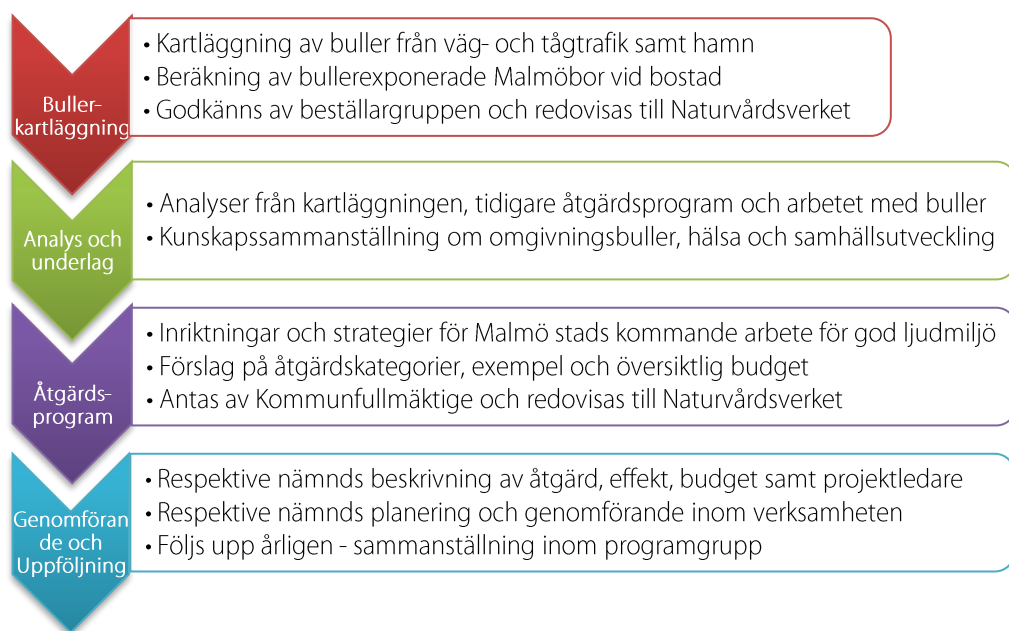 Buller-
kartläggning
• Kartläggning av buller från väg- och tågtrafik samt hamn
• Beräkning av bullerexponerade Malmöbor vid bostad
• Godkänns av beställargruppen och redovisas till Naturvårdsverket
Analys och
underlag
• Analyser från kartläggningen, tidigare åtgärdsprogram och arbetet med buller
• Kunskapssammanställning om omgivningsbuller, hälsa och samhällsutveckling
Åtgärds-
program
• Inriktningar och strategier för Malmö stads kommande arbete för god ljudmiljö
• Förslag på åtgärdskategorier, exempel och översiktlig budget
• Antas av Kommunfullmäktige och redovisas till Naturvårdsverket
Genomföran
de och
Uppföljning
• Respektive nämnds beskrivning av åtgärd, effekt, budget samt projektledare
• Respektive nämnds planering och genomförande inom verksamheten
• Följs upp årligen - sammanställning inom programgrupp